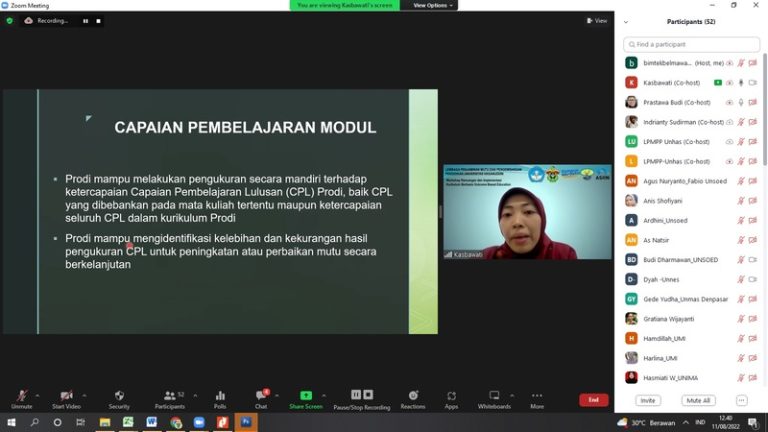 Zoom Meeting
You are viewing Kasbawati's screen
View Options
Recording...
View
Participants (52)
Find a participant
CAPAIAN PEMBELAJARAN MODUL
Prodi mampu melakukan pengukuran secara mandiri terhadap
ketercapaian Capaian Pembelajaran Lulusan (CPL) Prodi, baik CPL
yang dibebankan pada mata kuliah tertentu maupun ketercapaian
seluruh CPL dalam kurikulum Prodi
Prodi mampu mengidentifikasi kelebihan dan kekurangan hasil
pengukuran CPL untuk peningkatan atau perbaikan mutu secara
berkelanjutan
Kasbawati
b bimtekbelmawa... (Host, me)
K Kasbawati (Co-host)
Prastawa Budi (Co-host)
Indrianty Sudirman (Co-host)
LU LPMPP Unhas (Co-host)
L LPMPP-Unhas (Co-host)
AN Agus Nuryanto_Fabio Unsoed
Anis Shofiyani
A Ardhini_Unsoed
AN As Natsir
BD Budi Dharmawan_UNSOED
D- Dyah -Unnes
GY Gede Yudha_Unmas Denpasar
Gratiana Wijayanti
H Hamdillah_UMI
Harlina_UMI
Hasmiati W_UNIMA
Invite
Mute All
Unmute
Start Video
Security
Participants
52
Polls
Chat
Share Screen
Pause/Stop Recording
Reactions
Apps
Whiteboards
More
End
30°C Berawan
IND
12.40
11/08/2022